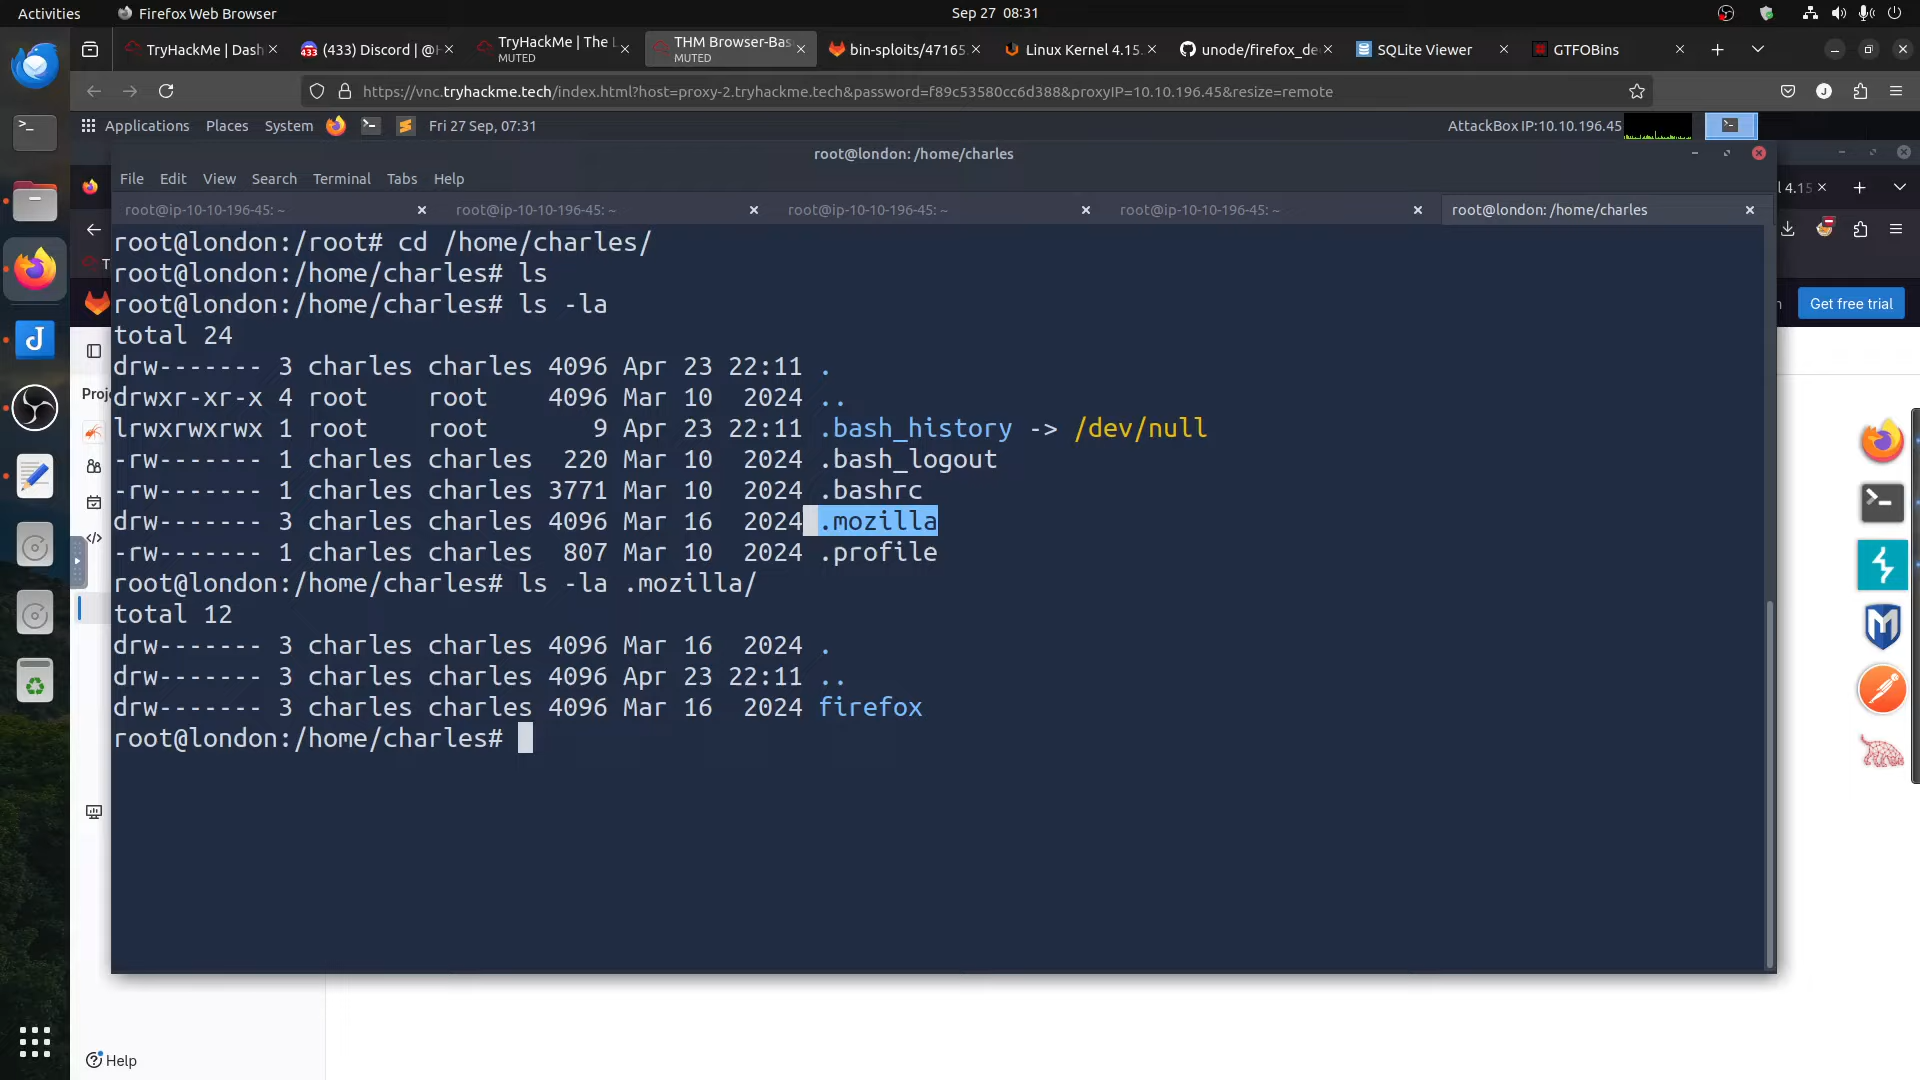 Activities
Firefox Web Browser
Sep 27 08:31
TryHackMe | Dash
(433) Discord | @H
TryHackMe | The L
MUTED
THM Browser-Bas
MUTED
bin-sploits/47165.
Linux Kernel 4.15.
unode/firefox_de
SQLite Viewer
GTFOBins
https://vnc.tryhackme.tech/index.html?host=proxy-2.tryhackme.tech&password=f89c53580cc6d388&proxyIP=10.10.196.45&resize=remote
Applications Places System Fri 27 Sep, 07:31 AttackBox IP:10.10.196.45
root@london: /home/charles
File Edit View Search Terminal Tabs Help
root@ip-10-10-196-45: ~
root@ip-10-10-196-45: ~
root@ip-10-10-196-45: ~
root@ip-10-10-196-45: ~
root@london: /home/charles
root@london:/root# cd /home/charles/
root@london:/home/charles# ls
root@london:/home/charles# ls -la
total 24
drw------- 3 charles charles 4096 Apr 23 22:11 .
drwxr-xr-x 4 root    root    4096 Mar 10  2024 ..
lrwxrwxrwx 1 root    root       9 Apr 23 22:11 .bash_history -> /dev/null
-rw------- 1 charles charles  220 Mar 10  2024 .bash_logout
-rw------- 1 charles charles 3771 Mar 10  2024 .bashrc
drw------- 3 charles charles 4096 Mar 16  2024 .mozilla
-rw------- 1 charles charles  807 Mar 10  2024 .profile
root@london:/home/charles# ls -la .mozilla/
total 12
drw------- 3 charles charles 4096 Mar 16  2024 .
drw------- 3 charles charles 4096 Apr 23 22:11 ..
drw------- 3 charles charles 4096 Mar 16  2024 firefox
root@london:/home/charles#
l 4.15
Get free trial
Proj
Help